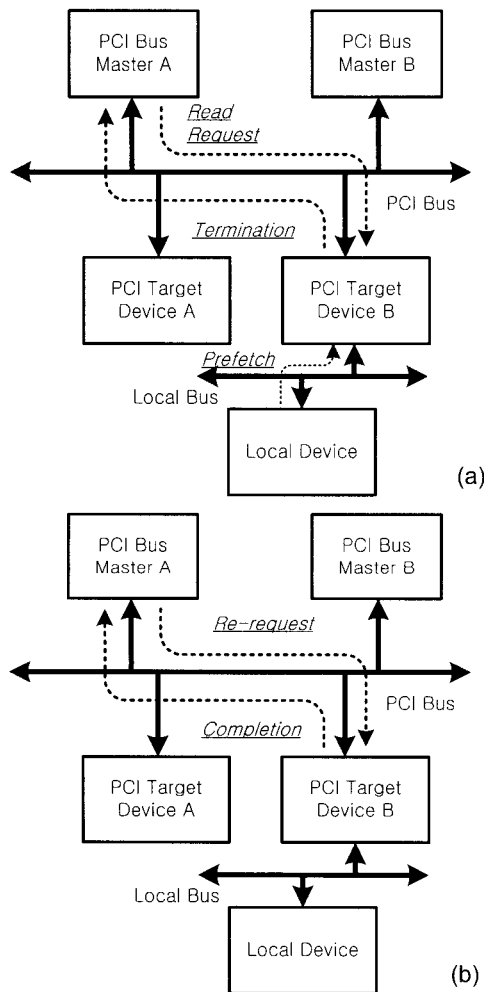 PCI Bus
Master A
PCI Bus
Master B
Read
Request
PCI Bus
Termination
PCI Target
Device A
PCI Target
Device B
Prefetch
Local Bus
Local Device
(a)
PCI Bus
Master A
PCI Bus
Master B
Re-request
PCI Bus
Completion
PCI Target
Device A
PCI Target
Device B
Local Bus
Local Device
(b)